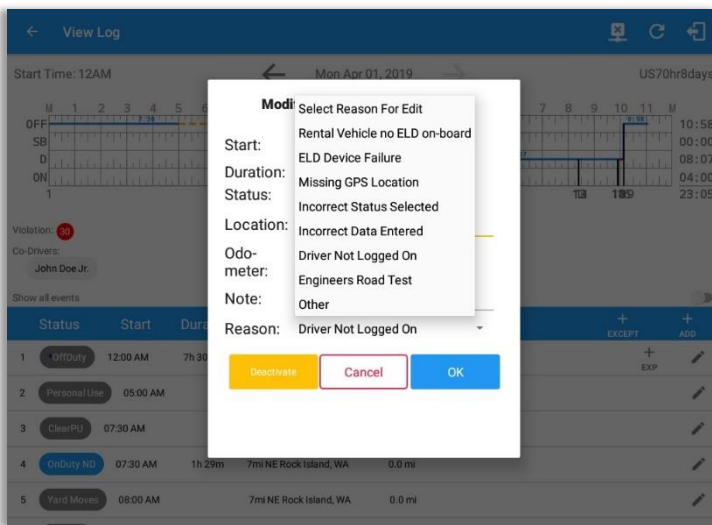 View Log
Start Time: 12AM
Mon Apr 01, 2019
US70hr8days
M 1 2 3 4 5 6
7 8 9 10 11 M
OFF 7:30 0:50 10:58
SB 00:00
D 08:07
ON 04:00
1 23:05
Violation: 30
Co-Drivers:
John Doe Jr.
Show all events
Status Start Dura
EXCEPT ADD
1 OffDuty 12:00 AM 7h 30
EXP
2 Personal Use 05:00 AM
3 ClearPU 07:30 AM
4 OnDuty ND 07:30 AM 1h 29m 7mi NE Rock Island, WA 0.0 mi
5 Yard Moves 08:00 AM 7mi NE Rock Island, WA 0.0 mi
Modi
Start:
Duration:
Status:
Location:
Odo-
meter:
Note:
Reason: Driver Not Logged On
Select Reason For Edit
Rental Vehicle no ELD on-board
ELD Device Failure
Missing GPS Location
Incorrect Status Selected
Incorrect Data Entered
Driver Not Logged On
Engineers Road Test
Other
Deactivate Cancel OK